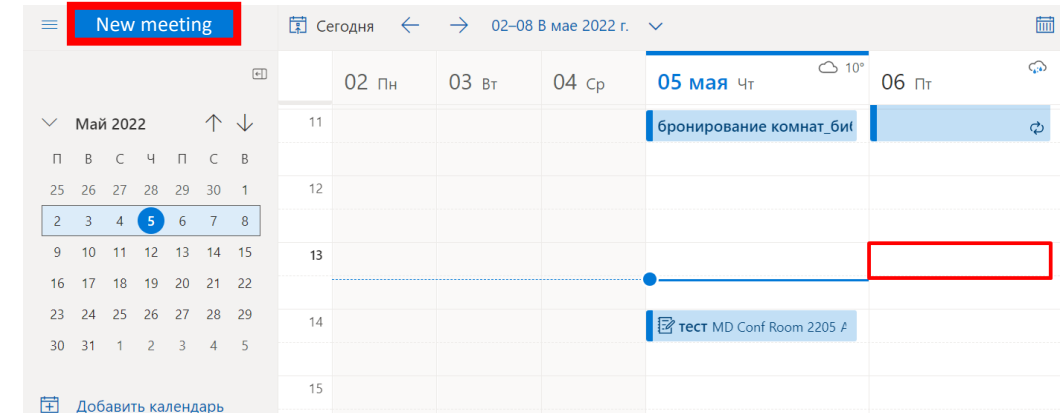 New meeting
Сегодня
02–08 В мае 2022 г.
02 Пн
03 Вт
04 Ср
05 мая Чт
10°
06 Пт
Май 2022
П В С Ч П С В
25 26 27 28 29 30 1
2 3 4 5 6 7 8
9 10 11 12 13 14 15
16 17 18 19 20 21 22
23 24 25 26 27 28 29
30 31 1 2 3 4 5
Добавить календарь
11
бронирование комнат_би
12
13
14
тест MD Conf Room 2205
15